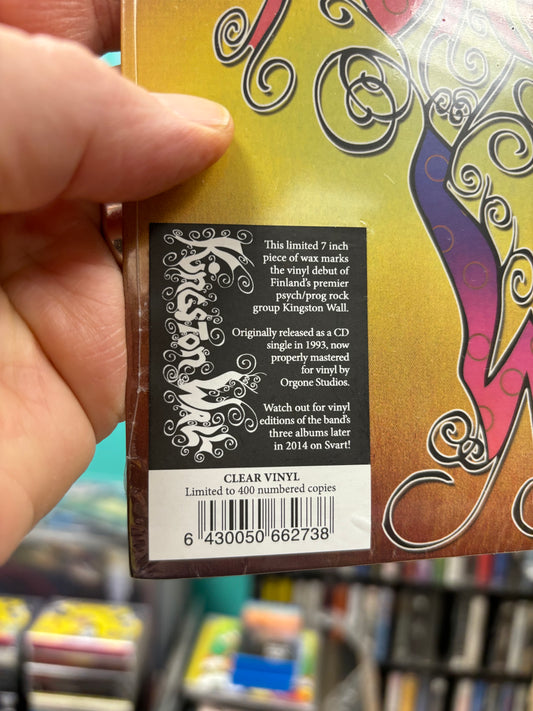 Kingston Wall
This limited 7 inch
piece of wax marks
the vinyl debut of
Finland's premier
psych/prog rock
group Kingston Wall.
Originally released as a CD
single in 1993, now
properly mastered
for vinyl by
Orgone Studios.
Watch out for vinyl
editions of the band's
three albums later
in 2014 on Svart!
CLEAR VINYL
Limited to 400 numbered copies
6 430050 662738